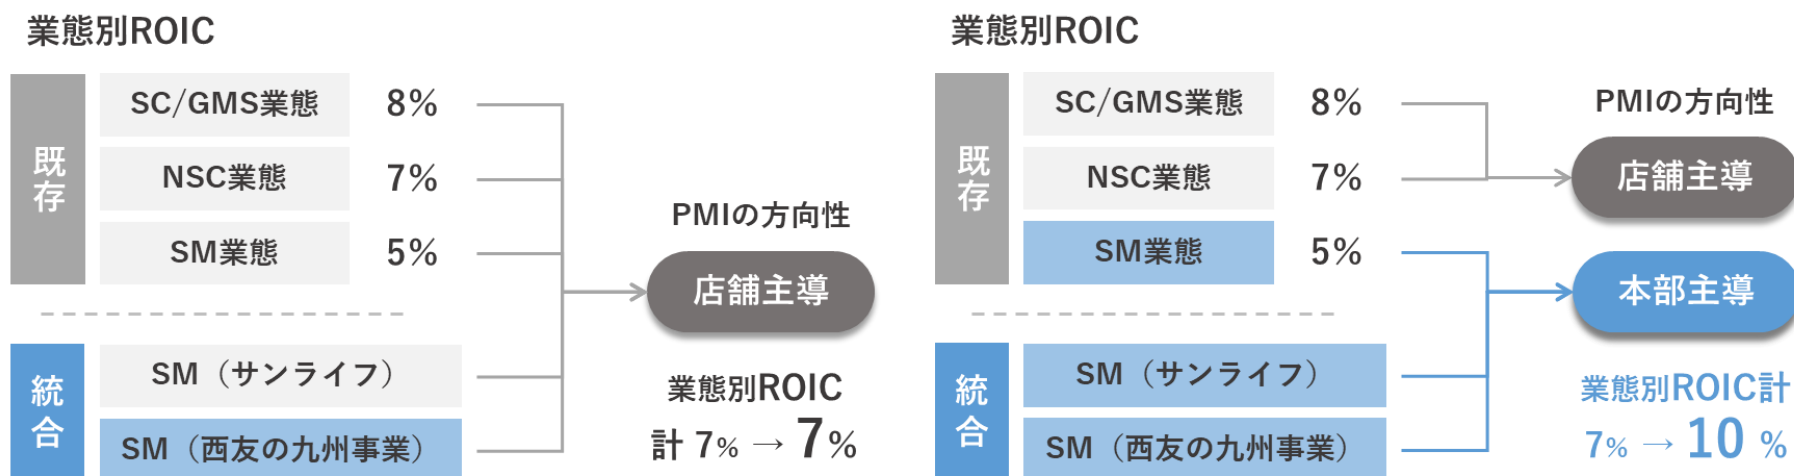 業態別ROIC
既存
SC/GMS業態 8%
NSC業態 7%
SM業態 5%
統合
SM（サンライフ）
SM（西友の九州事業）
PMIの方向性
店舗主導
業態別ROIC
計 7% → 7%
業態別ROIC
既存
SC/GMS業態 8%
NSC業態 7%
SM業態 5%
統合
SM（サンライフ）
SM（西友の九州事業）
PMIの方向性
店舗主導
本部主導
業態別ROIC計
7% → 10 %